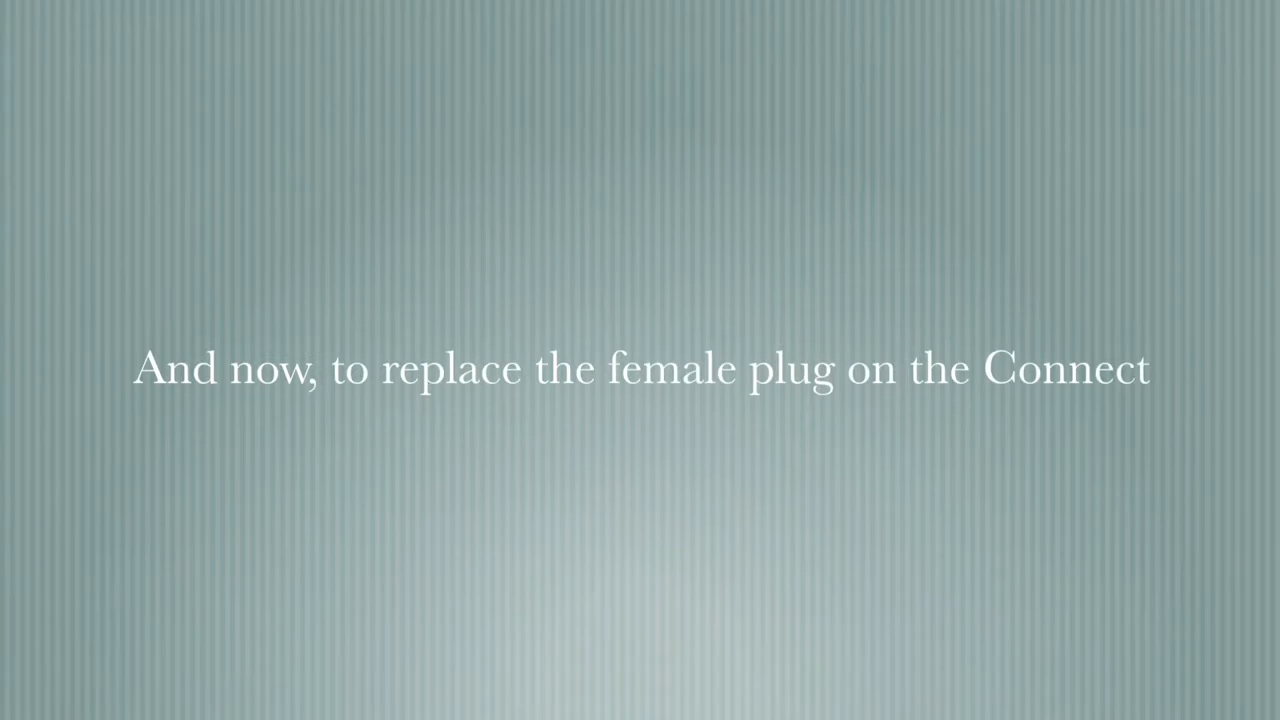 And now, to replace the female plug on the Connect